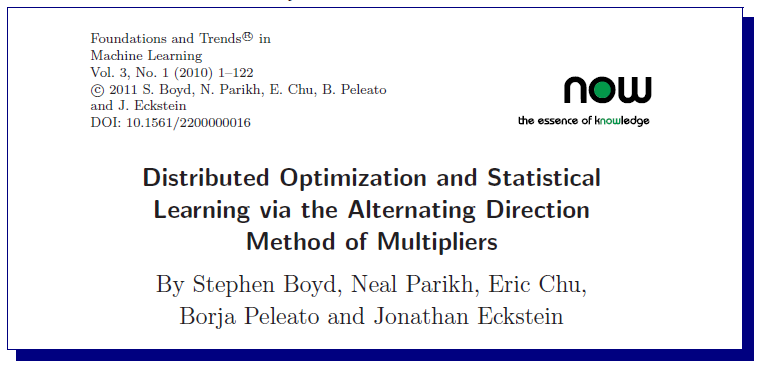 Foundations and Trends® in
Machine Learning
Vol. 3, No. 1 (2010) 1–122
© 2011 S. Boyd, N. Parikh, E. Chu, B. Peleato
and J. Eckstein
DOI: 10.1561/2200000016
now
the essence of knowledge
Distributed Optimization and Statistical
Learning via the Alternating Direction
Method of Multipliers
By Stephen Boyd, Neal Parikh, Eric Chu,
Borja Peleato and Jonathan Eckstein